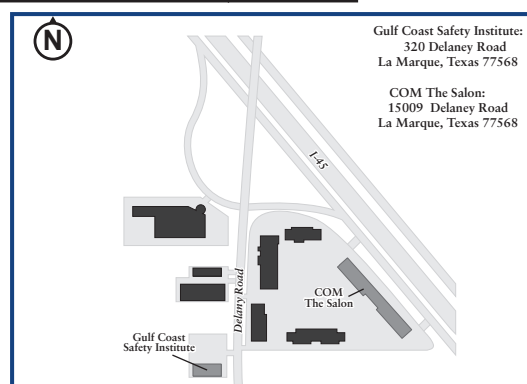 N
Gulf Coast Safety Institute:
320 Delaney Road
La Marque, Texas 77568
COM The Salon:
15009 Delaney Road
La Marque, Texas 77568
I-45
Delany Road
COM
The Salon
Gulf Coast
Safety Institute